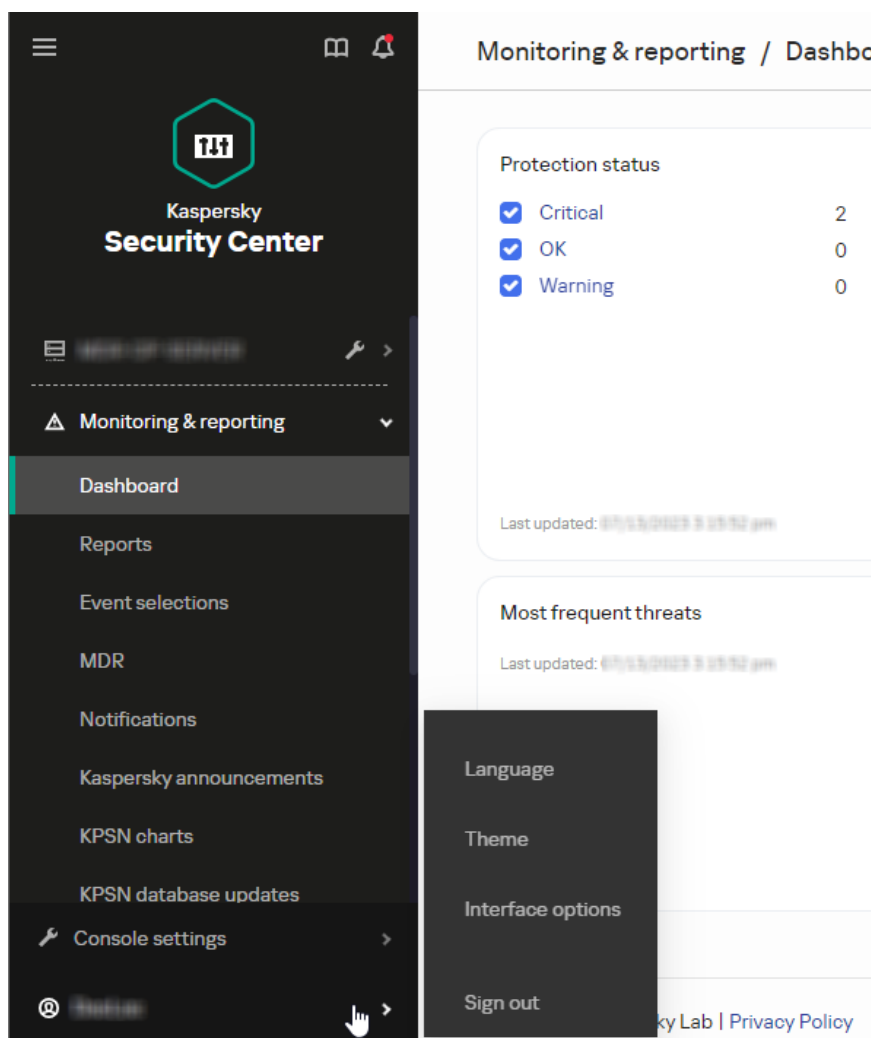 Kaspersky
Security Center
Monitoring & reporting
Dashboard
Reports
Event selections
MDR
Notifications
Kaspersky announcements
KPSN charts
KPSN database updates
Console settings
Monitoring & reporting / Dashbo
Protection status
Critical 2
OK 0
Warning 0
Last updated:
Most frequent threats
Last updated:
Language
Theme
Interface options
Sign out
ky Lab | Privacy Policy